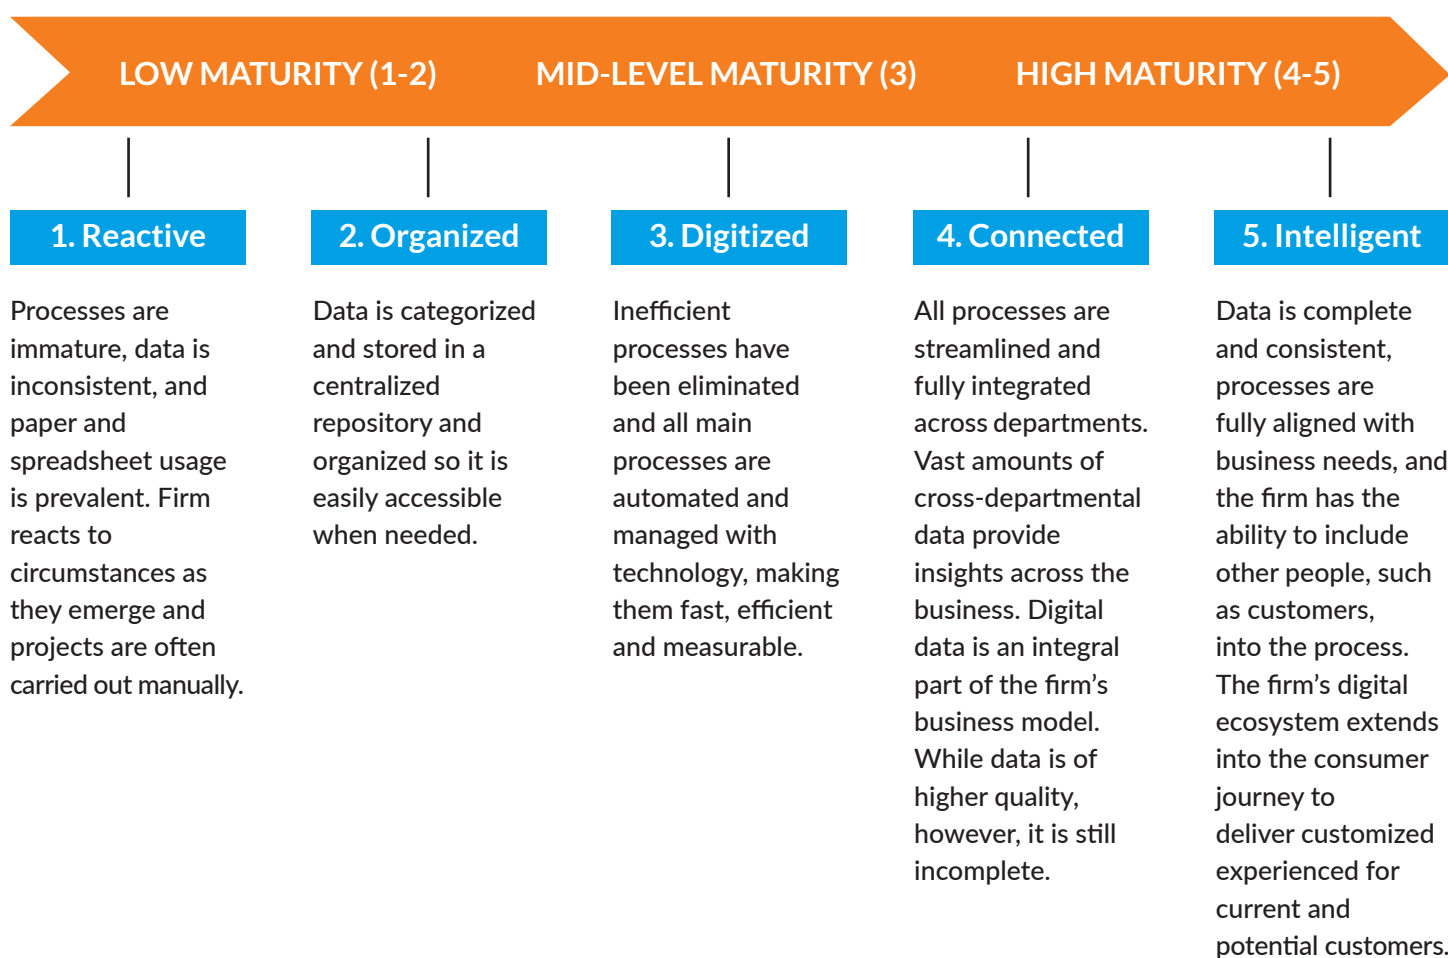 LOW MATURITY (1-2)
MID-LEVEL MATURITY (3)
HIGH MATURITY (4-5)
1. Reactive
Processes are
immature, data is
inconsistent, and
paper and
spreadsheet usage
is prevalent. Firm
reacts to
circumstances as
they emerge and
projects are often
carried out manually.
2. Organized
Data is categorized
and stored in a
centralized
repository and
organized so it is
easily accessible
when needed.
3. Digitized
Inefficient
processes have
been eliminated
and all main
processes are
automated and
managed with
technology, making
them fast, efficient
and measurable.
4. Connected
All processes are
streamlined and
fully integrated
across departments.
Vast amounts of
cross-departmental
data provide
insights across the
business. Digital
data is an integral
part of the firm’s
business model.
While data is of
higher quality,
however, it is still
incomplete.
5. Intelligent
Data is complete
and consistent,
processes are
fully aligned with
business needs, and
the firm has the
ability to include
other people, such
as customers,
into the process.
The firm’s digital
ecosystem extends
into the consumer
journey to
deliver customized
experienced for
current and
potential customers.